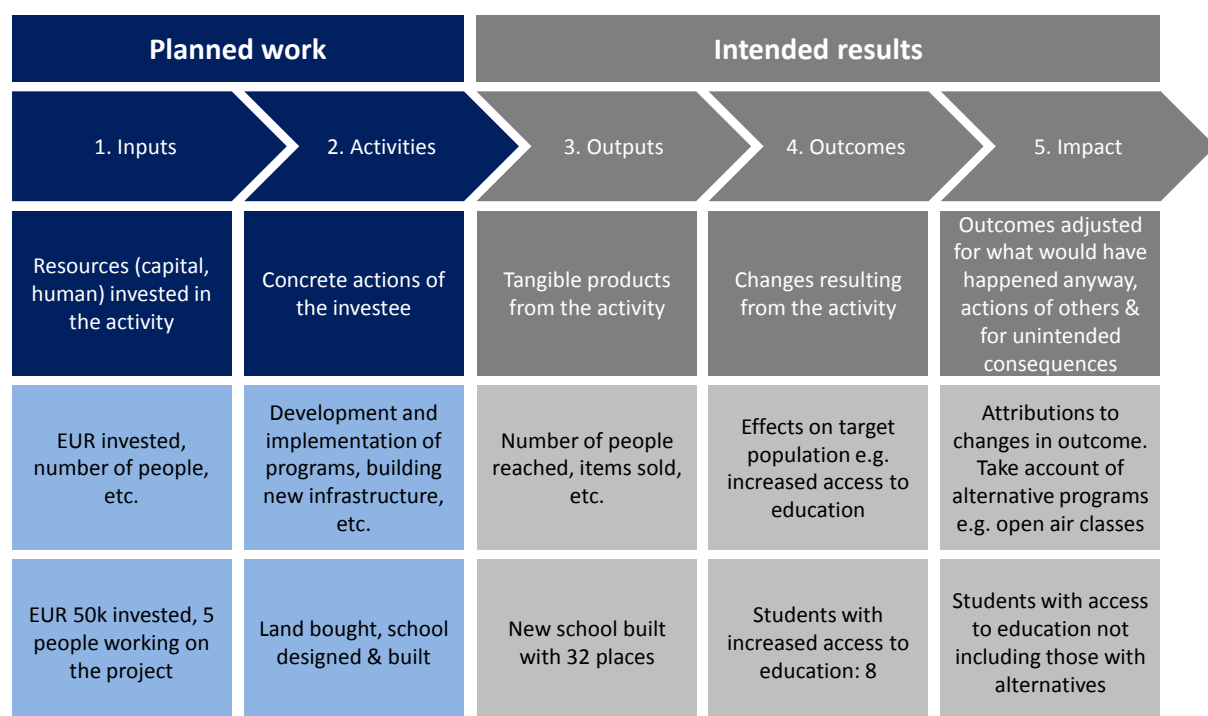 Planned work
Intended results
1. Inputs
2. Activities
3. Outputs
4. Outcomes
5. Impact
Resources (capital,
human) invested in
the activity
Concrete actions of
the investee
Tangible products
from the activity
Changes resulting
from the activity
Outcomes adjusted
for what would have
happened anyway,
actions of others &
for unintended
consequences
EUR invested,
number of people,
etc.
Development and
implementation of
programs, building
new infrastructure,
etc.
Number of people
reached, items sold,
etc.
Effects on target
population e.g.
increased access to
education
Attributions to
changes in outcome.
Take account of
alternative programs
e.g. open air classes
EUR 50k invested, 5
people working on
the project
Land bought, school
designed & built
New school built
with 32 places
Students with
increased access to
education: 8
Students with access
to education not
including those with
alternatives